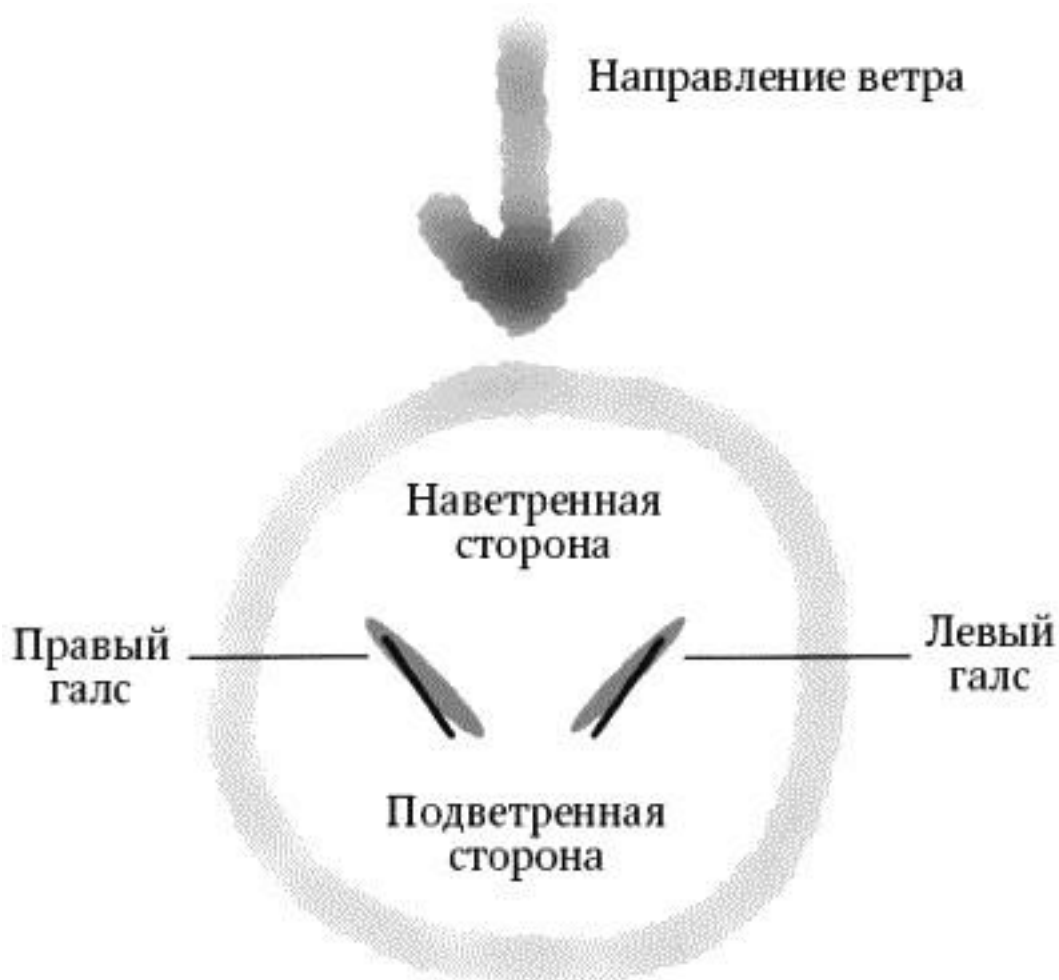 Направление ветра
Наветренная
сторона
Правый
галс
Левый
галс
Подветренная
сторона